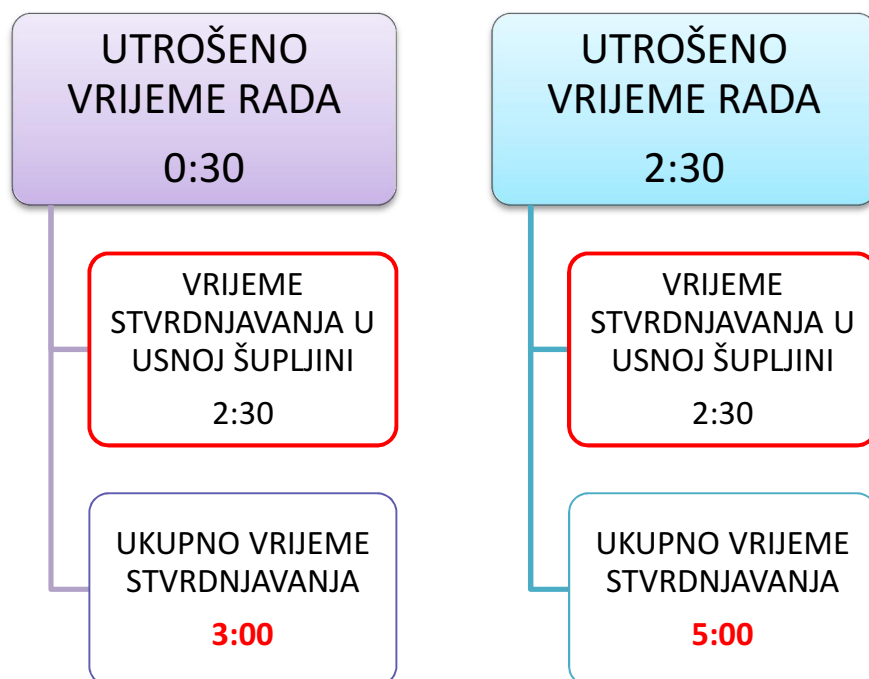 UTROŠENO
VRIJEME RADA
0:30
VRIJEME
STVRDNJAVANJA U
USNOJ ŠUPLJINI
2:30
UKUPNO VRIJEME
STVRDNJAVANJA
3:00
UTROŠENO
VRIJEME RADA
2:30
VRIJEME
STVRDNJAVANJA U
USNOJ ŠUPLJINI
2:30
UKUPNO VRIJEME
STVRDNJAVANJA
5:00